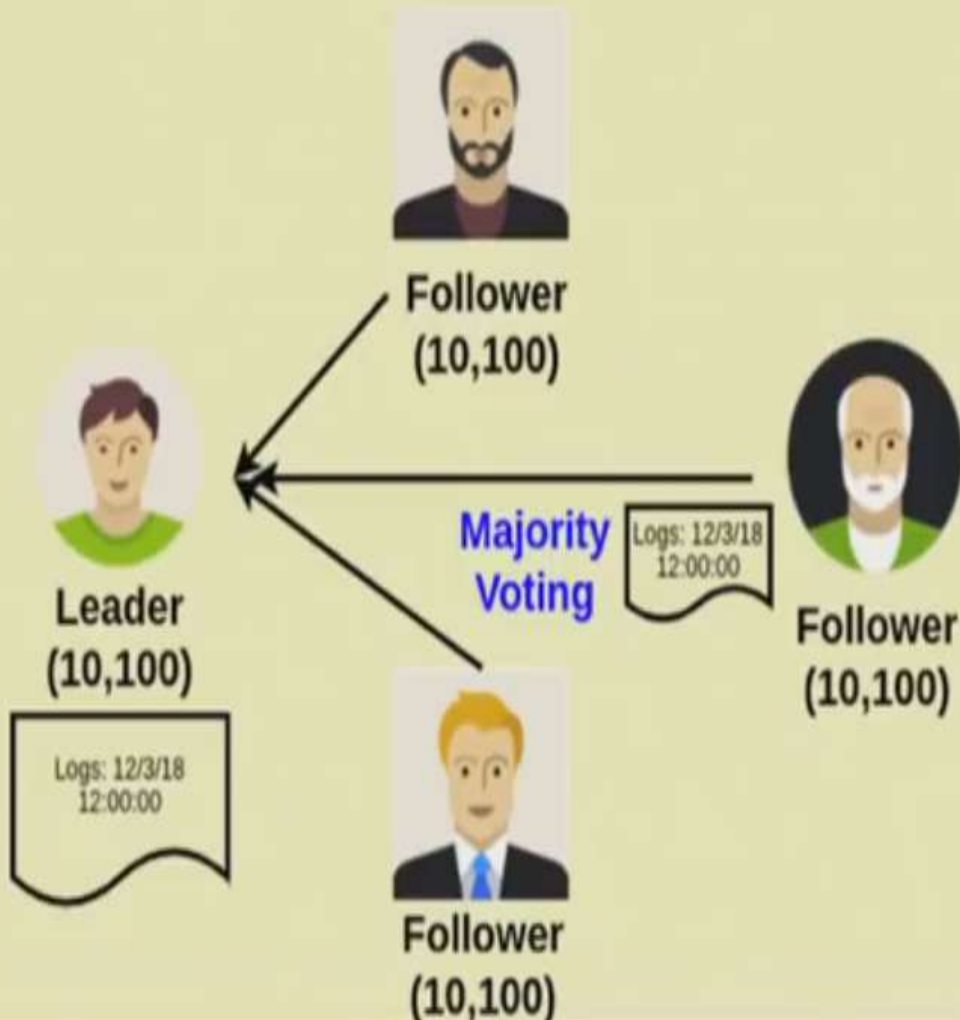 Follower
(10,100)
Majority
Voting
Logs: 12/3/18
12:00:00
Leader
(10,100)
Follower
(10,100)
Logs: 12/3/18
12:00:00
Follower
(10,100)